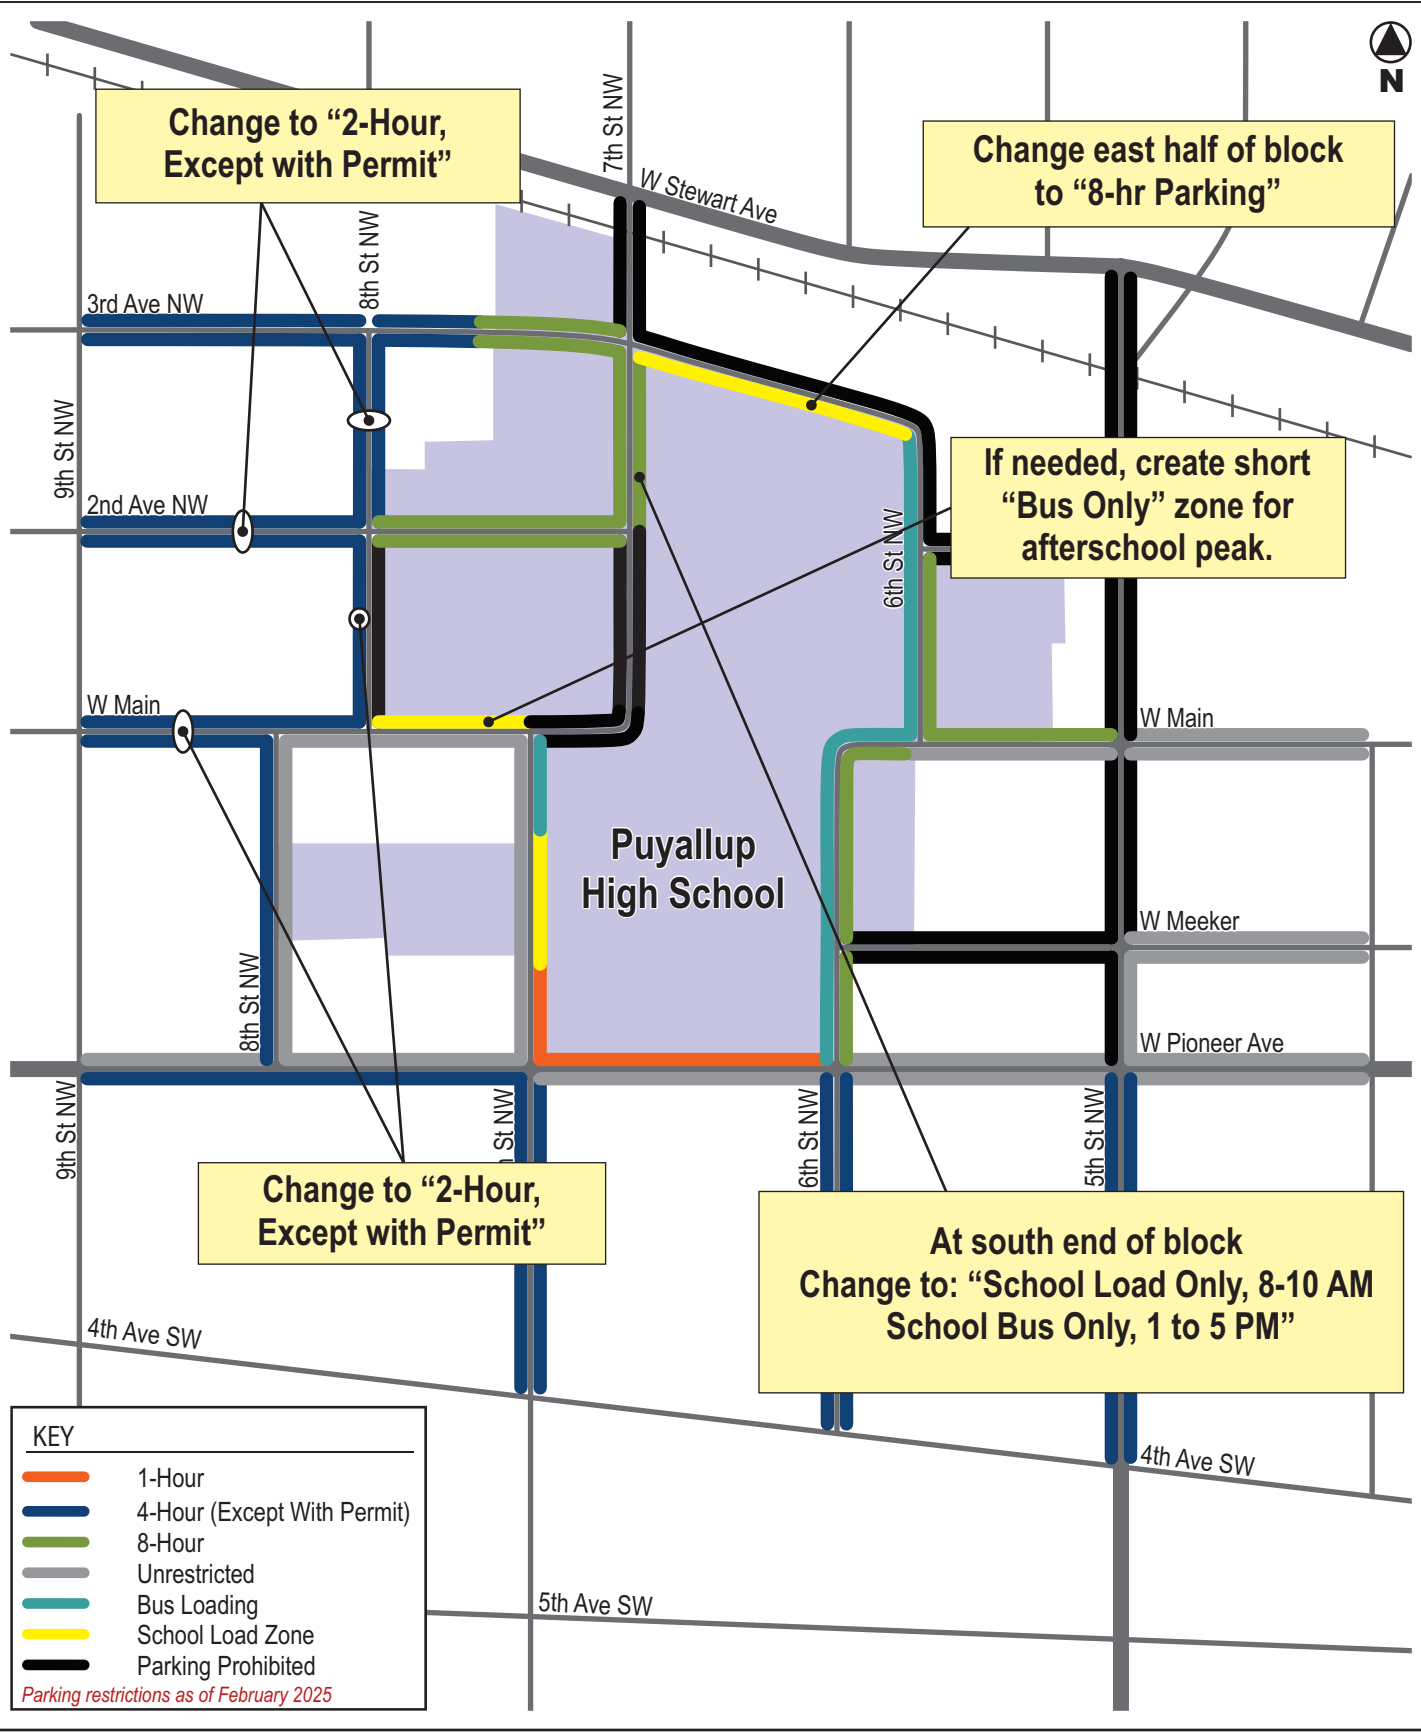 N
Change to “2-Hour,
Except with Permit”
7th St NW
W Stewart Ave
Change east half of block
to “8-hr Parking”
8th St NW
3rd Ave NW
9th St NW
2nd Ave NW
If needed, create short
“Bus Only” zone for
afterschool peak.
6th St NW
W Main
W Main
Puyallup
High School
W Meeker
8th St NW
W Pioneer Ave
9th St NW
St NW
6th St NW
5th St NW
Change to “2-Hour,
Except with Permit”
At south end of block
Change to: “School Load Only, 8-10 AM
School Bus Only, 1 to 5 PM”
4th Ave SW
4th Ave SW
KEY
1-Hour
4-Hour (Except With Permit)
8-Hour
Unrestricted
Bus Loading
School Load Zone
Parking Prohibited
Parking restrictions as of February 2025
5th Ave SW